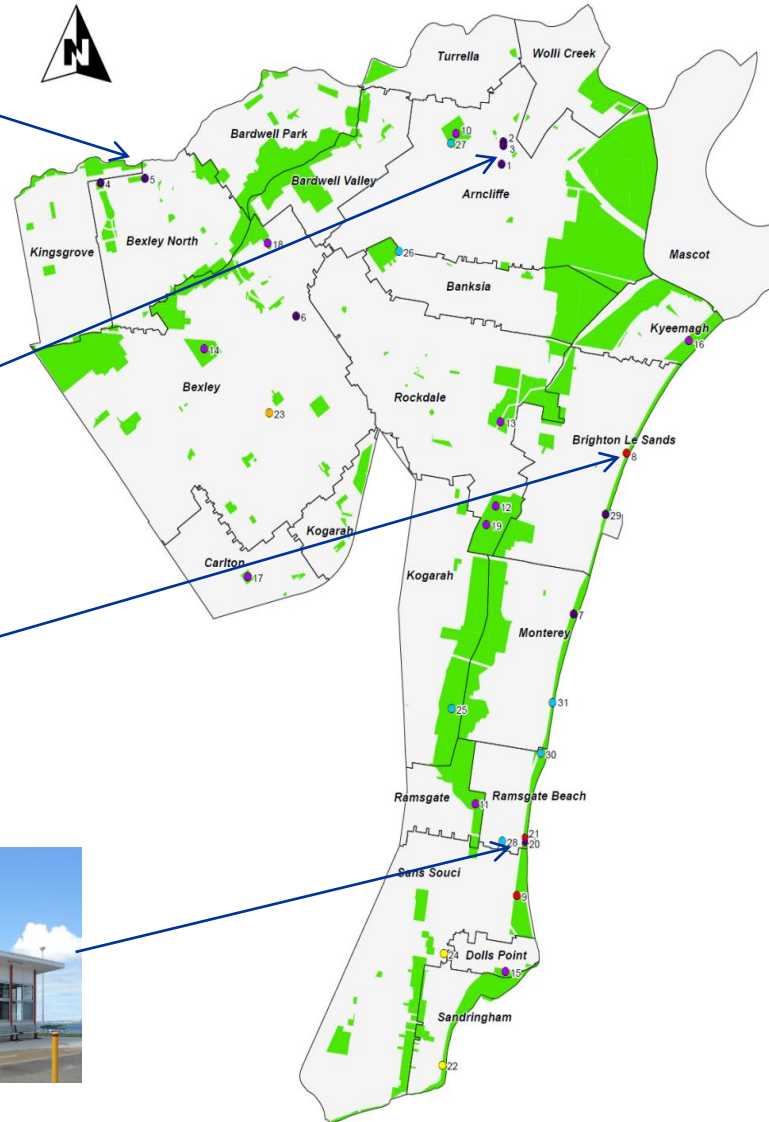 N
Turrella
Wolli Creek
Bardwell Park
10
27
2
3
1
Bardwell Valley
Arncliffe
4
5
Kingsgrove
Bexley North
18
26
Mascot
Banksia
6
Kyeemagh
16
14
Bexley
Rockdale
23
13
Brighton Le Sands
8
12
19
29
Kogarah
Carlton
17
Kogarah
7
Monterey
25
31
30
Ramsgate
11
Ramsgate Beach
21
28
20
Sans Souci
9
24
Dolls Point
15
Sandringham
22